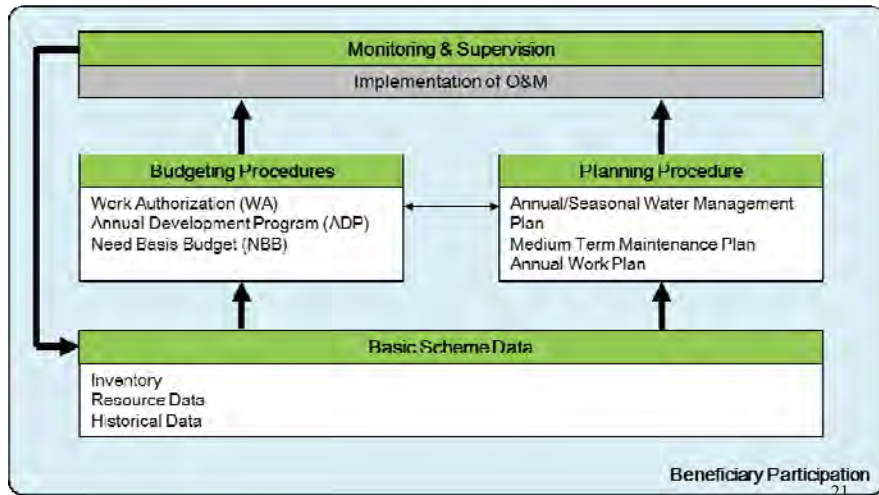 Monitoring & Supervision
Implementation of O&M
Budgeting Procedures
Work Authorization (WA)
Annual Development Program (ADP)
Need Basis Budget (NBB)
Planning Procedure
Annual/Seasonal Water Management
Plan
Medium Term Maintenance Plan
Annual Work Plan
Basic Scheme Data
Inventory
Resource Data
Historical Data
Beneficiary Participation
21